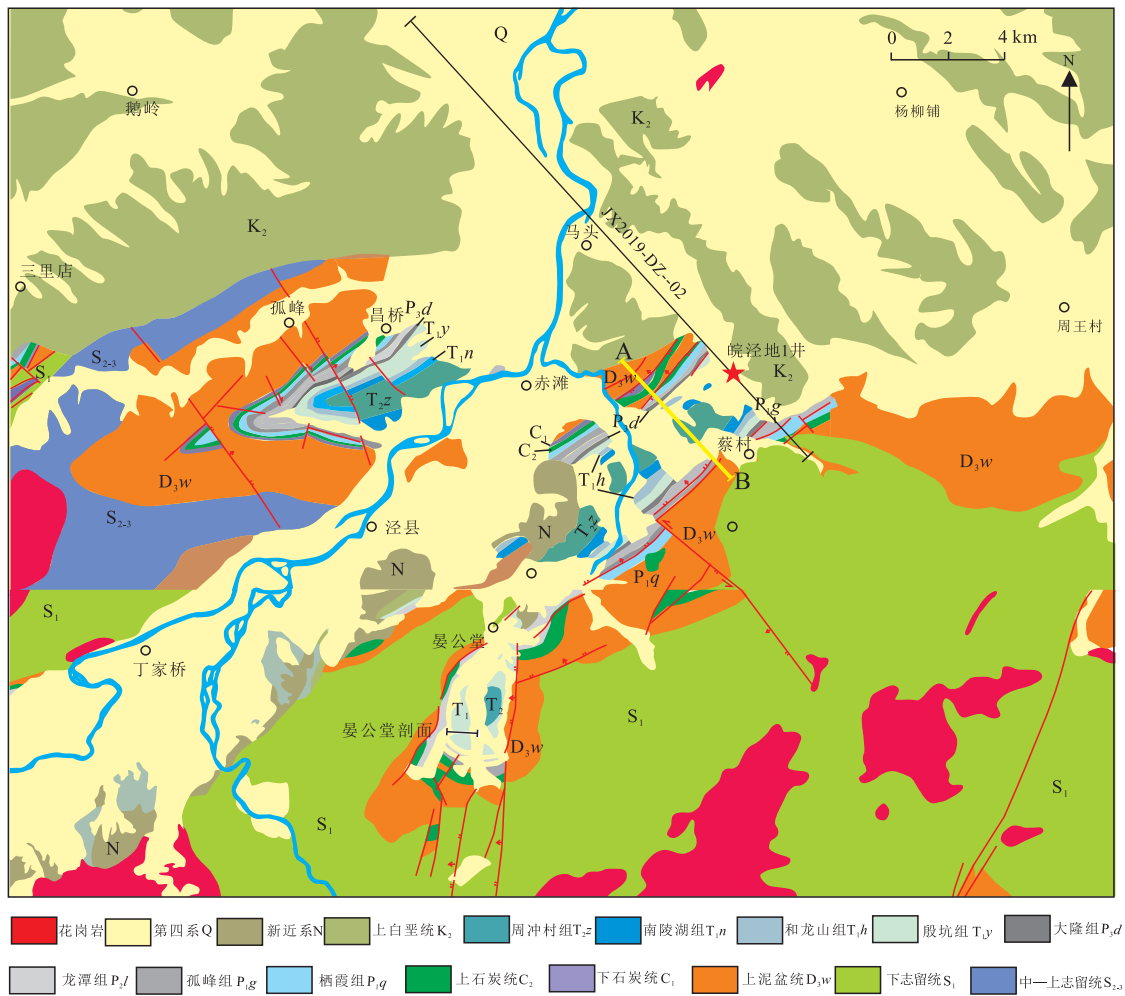 Q
0 2 4 km
N
鹅岭
杨柳铺
K₂
K₂
马头
JX2019-DZ--02
三里店
孤峰
昌桥
P₃d
T₁y
T₁n
周王村
皖泾地1井
K₂
S₂₋₃
S₁
A
D₃w
赤滩
T₂z
P₁g
P₃d
C₁
C₂
蔡村
D₃w
D₃w
T₁h
B
S₂₋₃
泾县
N
T₂z
D₃w
N
P₁q
S₁
晏公堂
丁家桥
T₁
T₂
S₁
晏公堂剖面
D₃w
S₁
S₁
N
花岗岩 第四系Q 新近系N 上白垩统K₂ 周冲村组T₂z 南陵湖组T₁n 和龙山组T₁h 殷坑组T₁y 大隆组P₃d
龙潭组P₂l 孤峰组P₁g 栖霞组P₁q 上石炭统C₂ 下石炭统C₁ 上泥盆统D₃w 下志留统S₁ 中—上志留统S₂₋₃